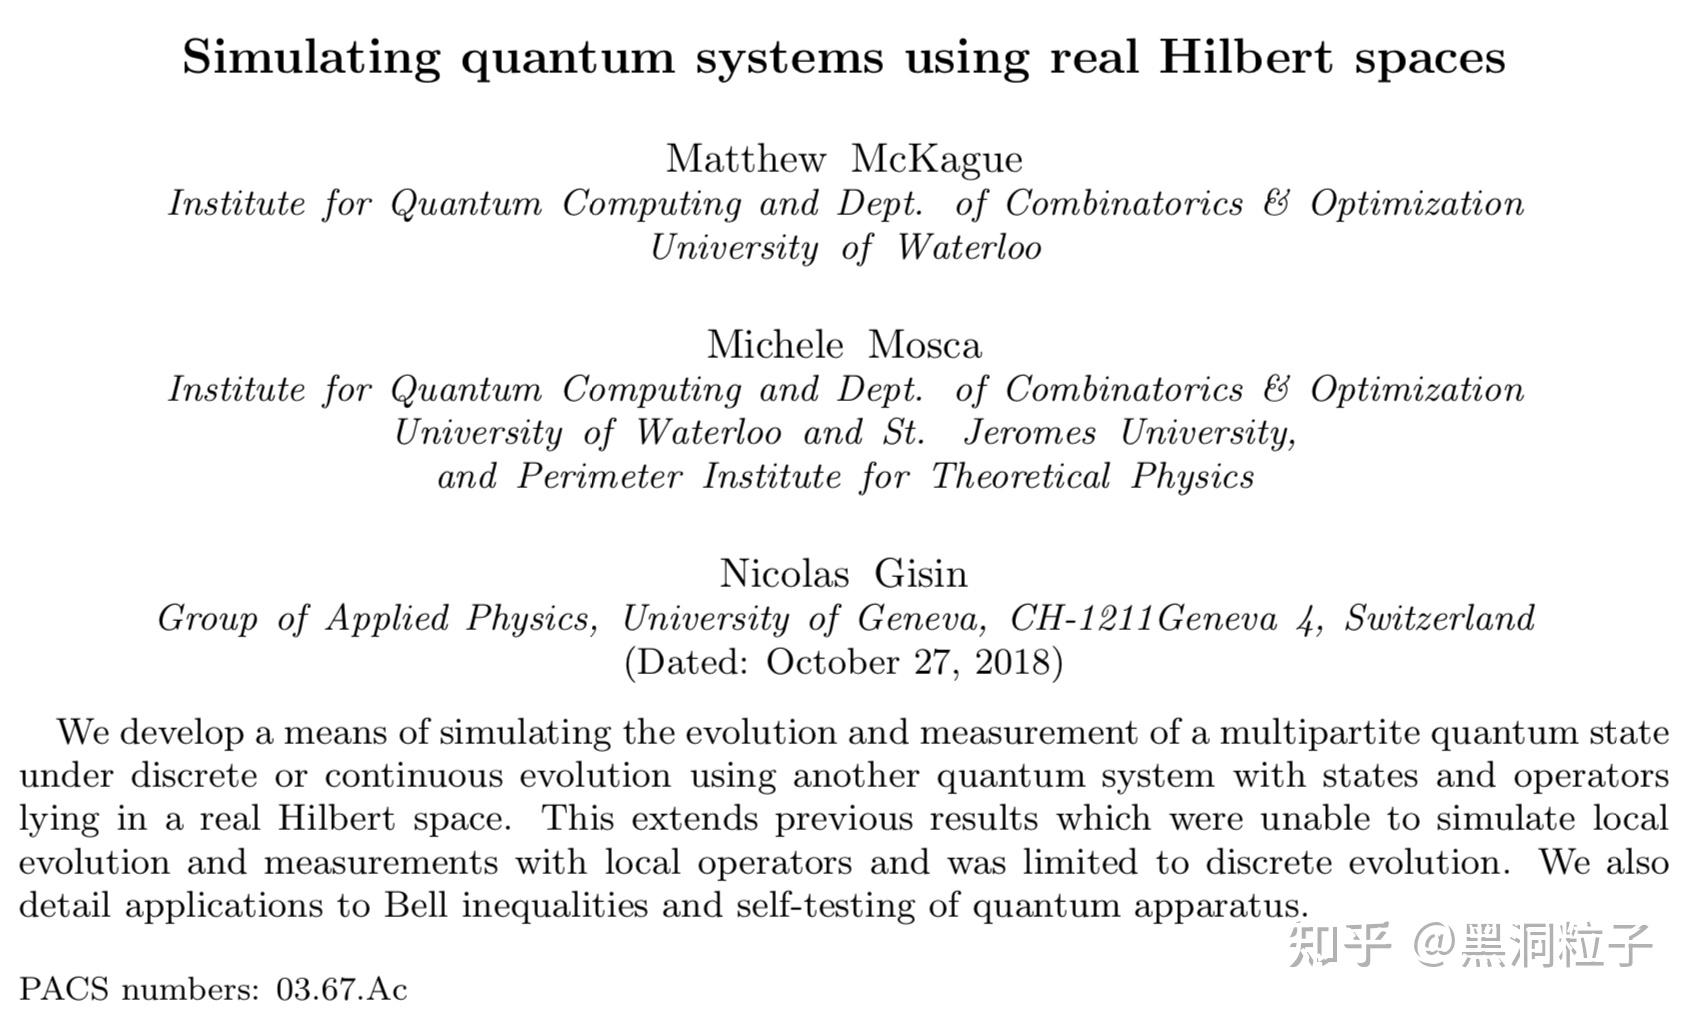 Simulating quantum systems using real Hilbert spaces
Matthew McKague
Institute for Quantum Computing and Dept. of Combinatorics & Optimization
University of Waterloo
Michele Mosca
Institute for Quantum Computing and Dept. of Combinatorics & Optimization
University of Waterloo and St. Jeromes University,
and Perimeter Institute for Theoretical Physics
Nicolas Gisin
Group of Applied Physics, University of Geneva, CH-1211Geneva 4, Switzerland
(Dated: October 27, 2018)
We develop a means of simulating the evolution and measurement of a multipartite quantum state
under discrete or continuous evolution using another quantum system with states and operators
lying in a real Hilbert space. This extends previous results which were unable to simulate local
evolution and measurements with local operators and was limited to discrete evolution. We also
detail applications to Bell inequalities and self-testing of quantum apparatus.
知乎 @黑洞粒子
PACS numbers: 03.67.Ac